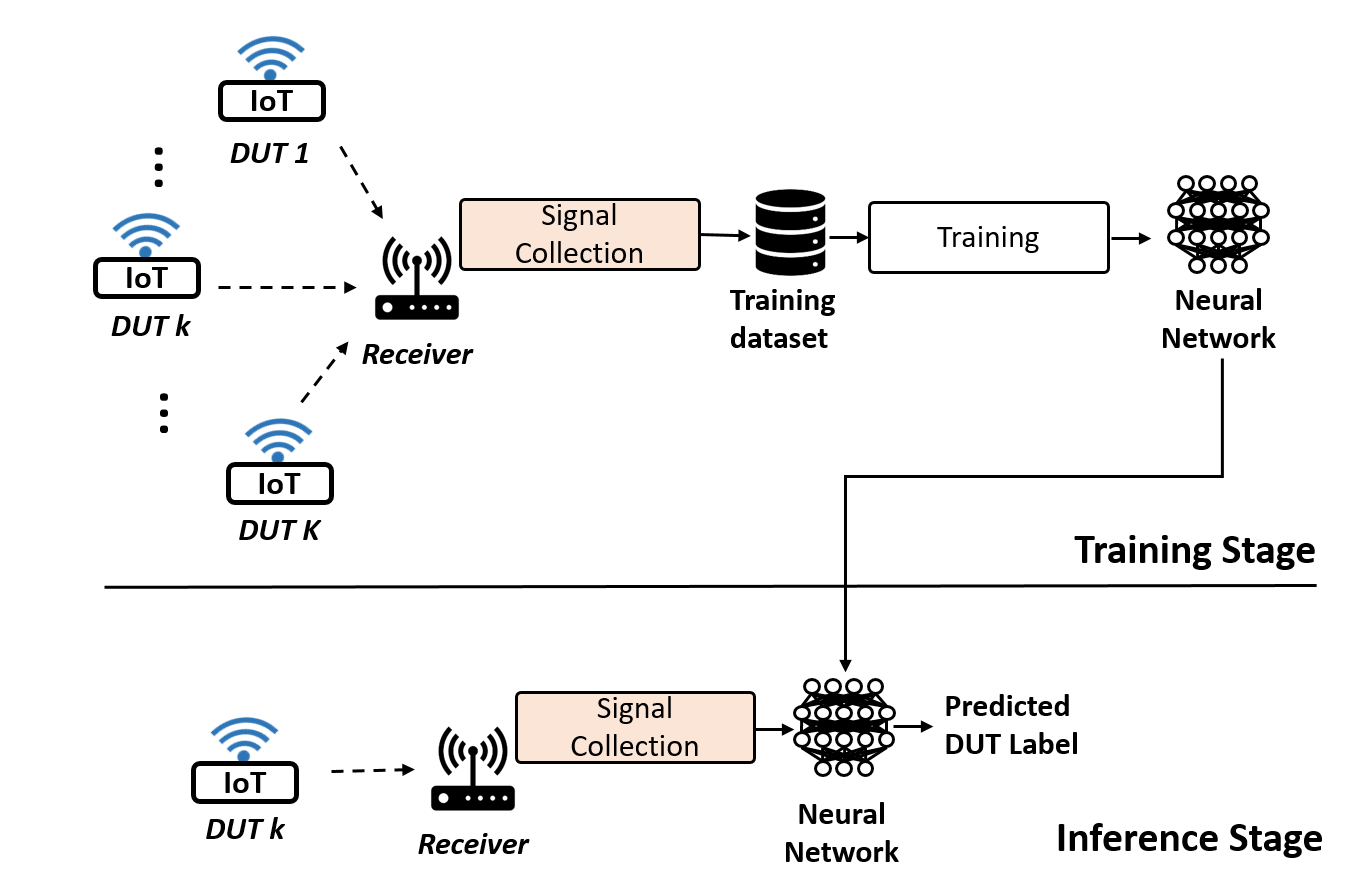 IoT
DUT 1
IoT
DUT k
IoT
DUT K
Receiver
Signal
Collection
Training
dataset
Training
Neural
Network
Training Stage
IoT
DUT k
Receiver
Signal
Collection
Neural
Network
Predicted
DUT Label
Inference Stage